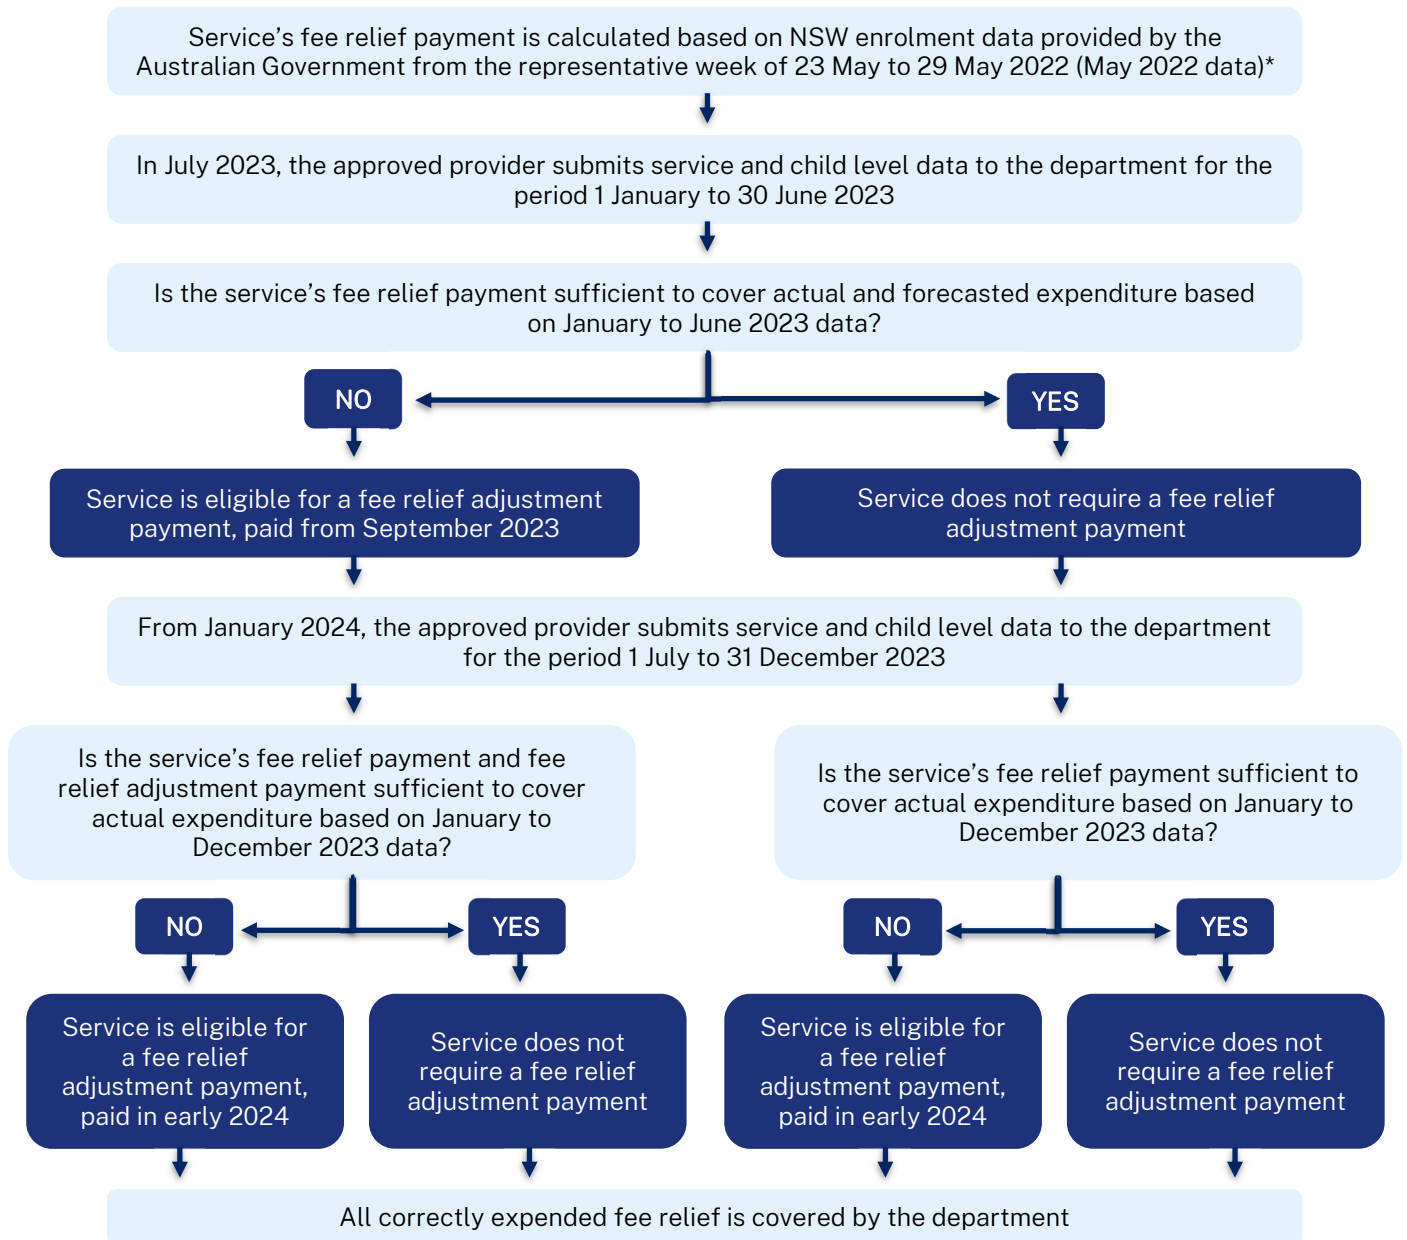 Service’s fee relief payment is calculated based on NSW enrolment data provided by the
Australian Government from the representative week of 23 May to 29 May 2022 (May 2022 data)*
In July 2023, the approved provider submits service and child level data to the department for the
period 1 January to 30 June 2023
Is the service’s fee relief payment sufficient to cover actual and forecasted expenditure based
on January to June 2023 data?
NO
YES
Service is eligible for a fee relief adjustment
payment, paid from September 2023
Service does not require a fee relief
adjustment payment
From January 2024, the approved provider submits service and child level data to the department
for the period 1 July to 31 December 2023
Is the service’s fee relief payment and fee
relief adjustment payment sufficient to cover
actual expenditure based on January to
December 2023 data?
Is the service’s fee relief payment sufficient to
cover actual expenditure based on January to
December 2023 data?
NO
YES
NO
YES
Service is eligible for
a fee relief
adjustment payment,
paid in early 2024
Service does not
require a fee relief
adjustment payment
Service is eligible for
a fee relief
adjustment payment,
paid in early 2024
Service does not
require a fee relief
adjustment payment
All correctly expended fee relief is covered by the department